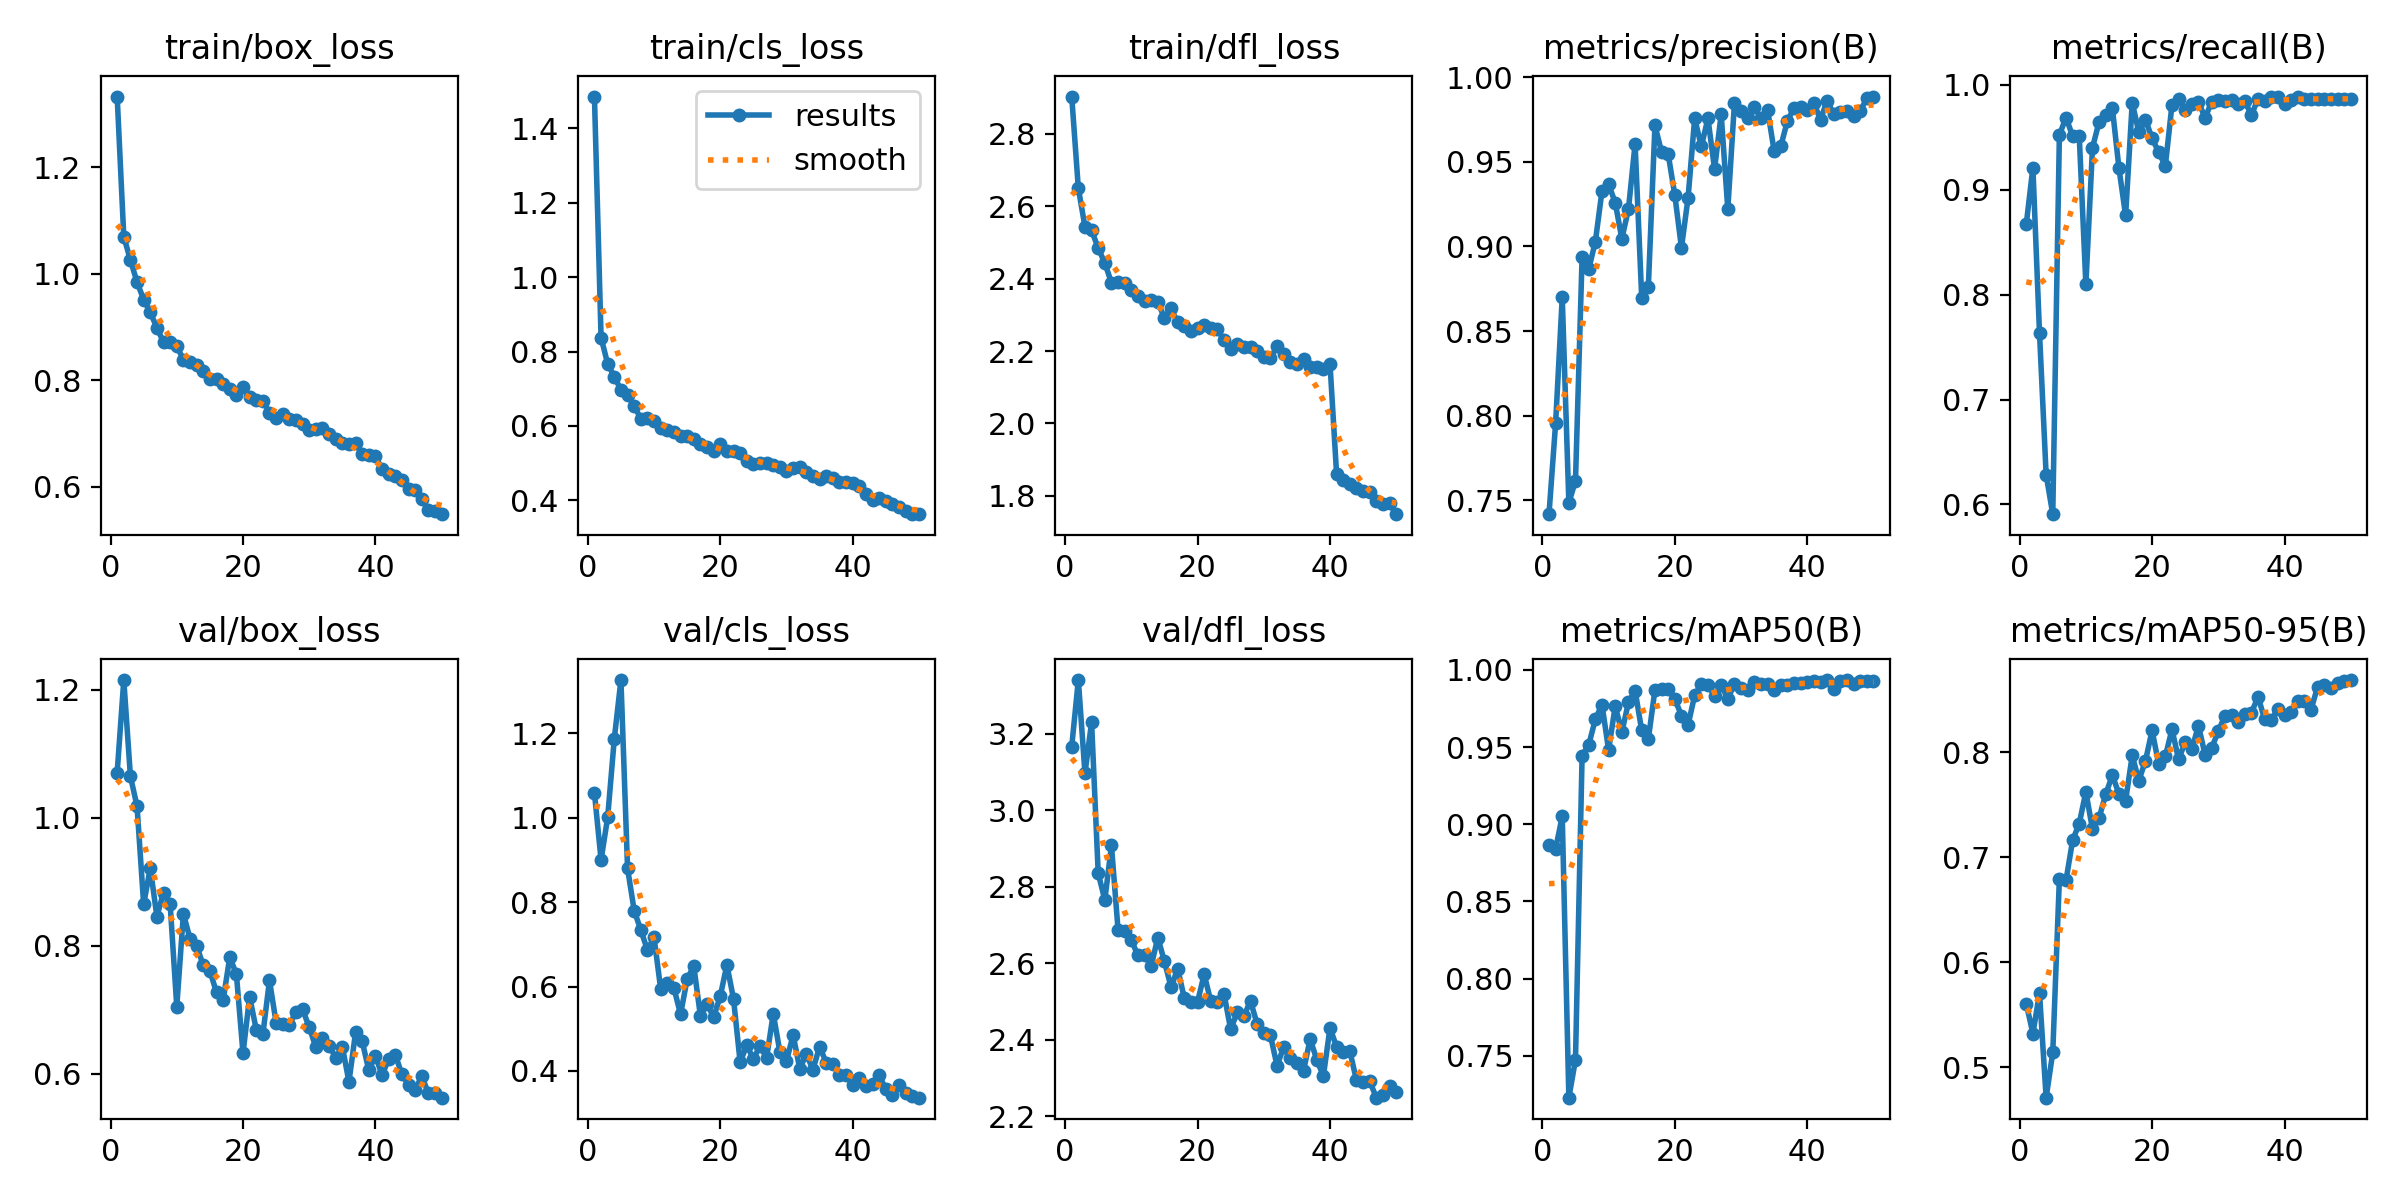 train/box_loss
1.2
1.0
0.8
0.6
0 20 40
train/cls_loss
results
smooth
1.4
1.2
1.0
0.8
0.6
0.4
0 20 40
train/dfl_loss
2.8
2.6
2.4
2.2
2.0
1.8
0 20 40
metrics/precision(B)
1.00
0.95
0.90
0.85
0.80
0.75
0 20 40
metrics/recall(B)
1.0
0.9
0.8
0.7
0.6
0 20 40
val/box_loss
1.2
1.0
0.8
0.6
0 20 40
val/cls_loss
1.2
1.0
0.8
0.6
0.4
0 20 40
val/dfl_loss
3.2
3.0
2.8
2.6
2.4
2.2
0 20 40
metrics/mAP50(B)
1.00
0.95
0.90
0.85
0.80
0.75
0 20 40
metrics/mAP50-95(B)
0.8
0.7
0.6
0.5
0 20 40